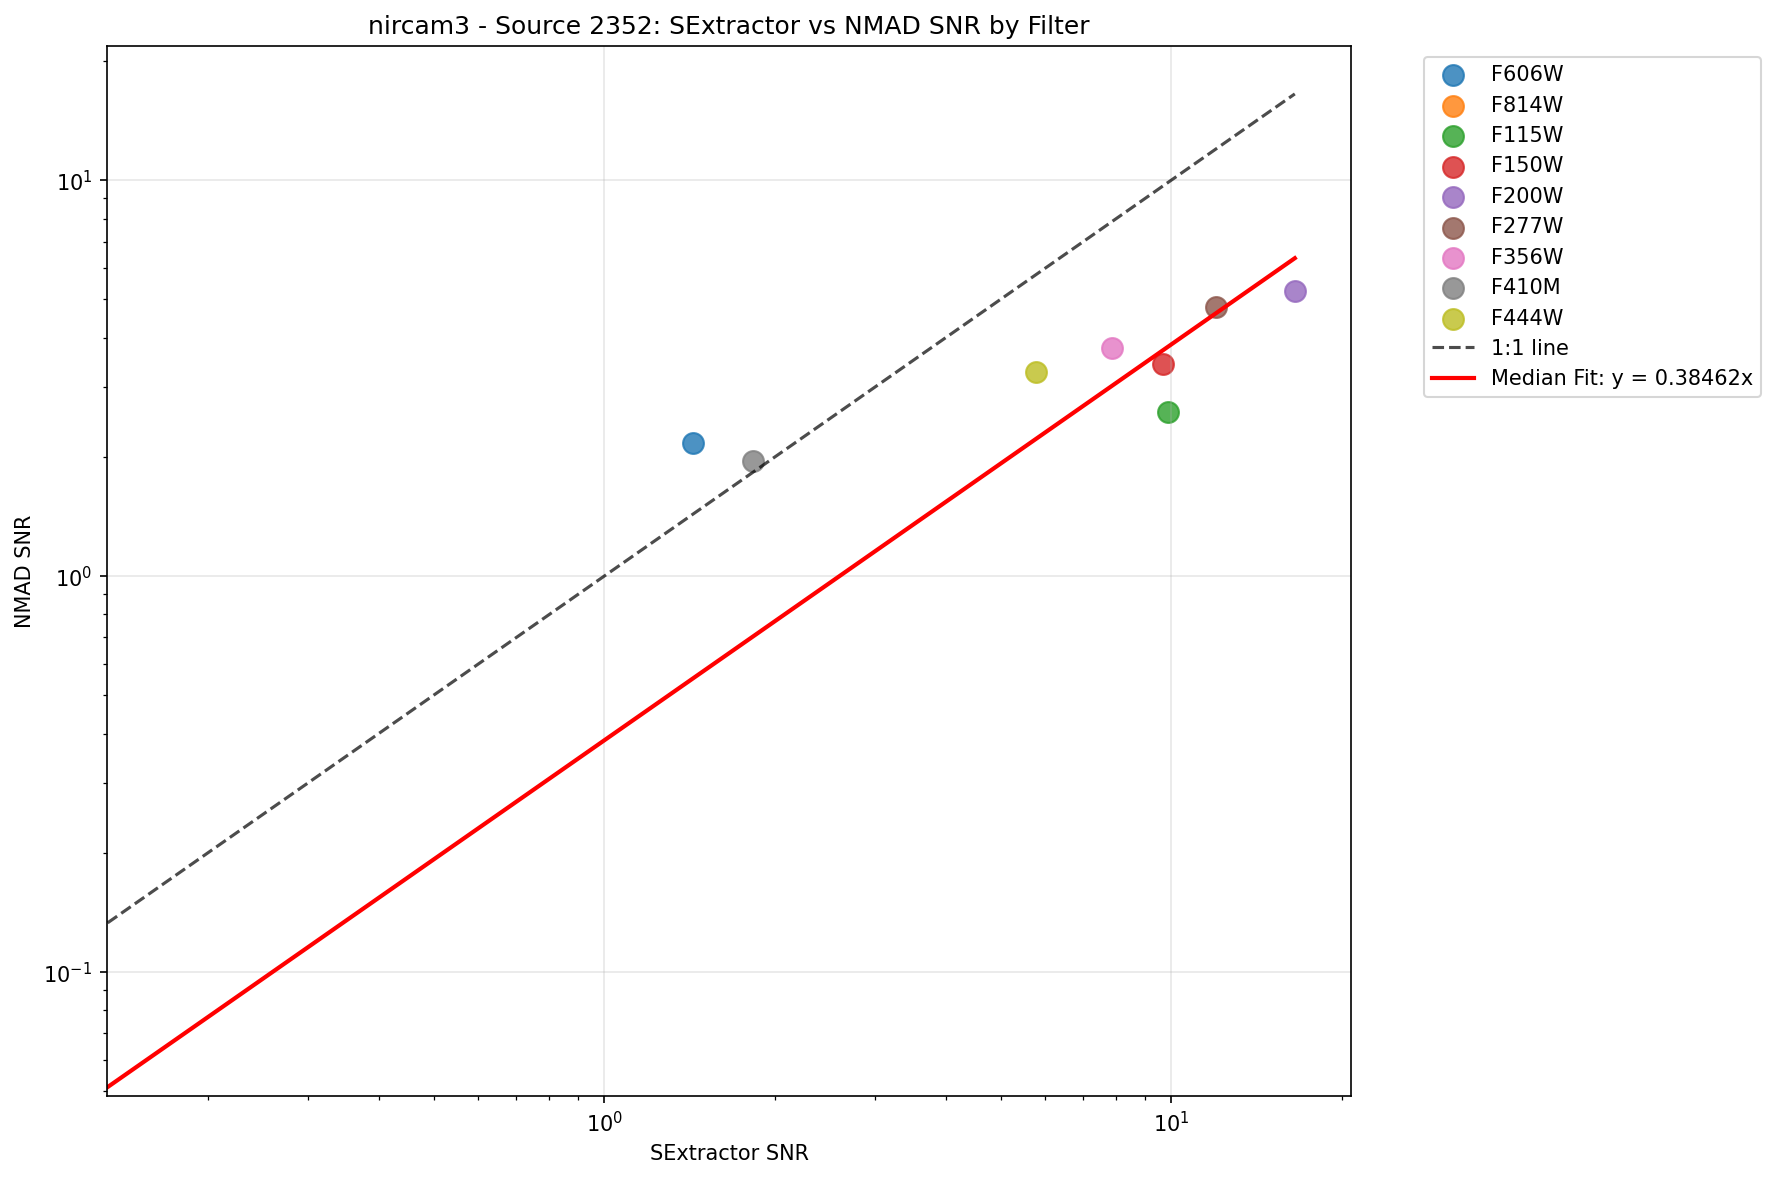 nircam3 - Source 2352: SExtractor vs NMAD SNR by Filter
F606W
F814W
F115W
F150W
F200W
F277W
F356W
F410M
F444W
1:1 line
Median Fit: y = 0.38462x
NMAD SNR
10¹
10⁰
10⁻¹
10⁰
10¹
SExtractor SNR